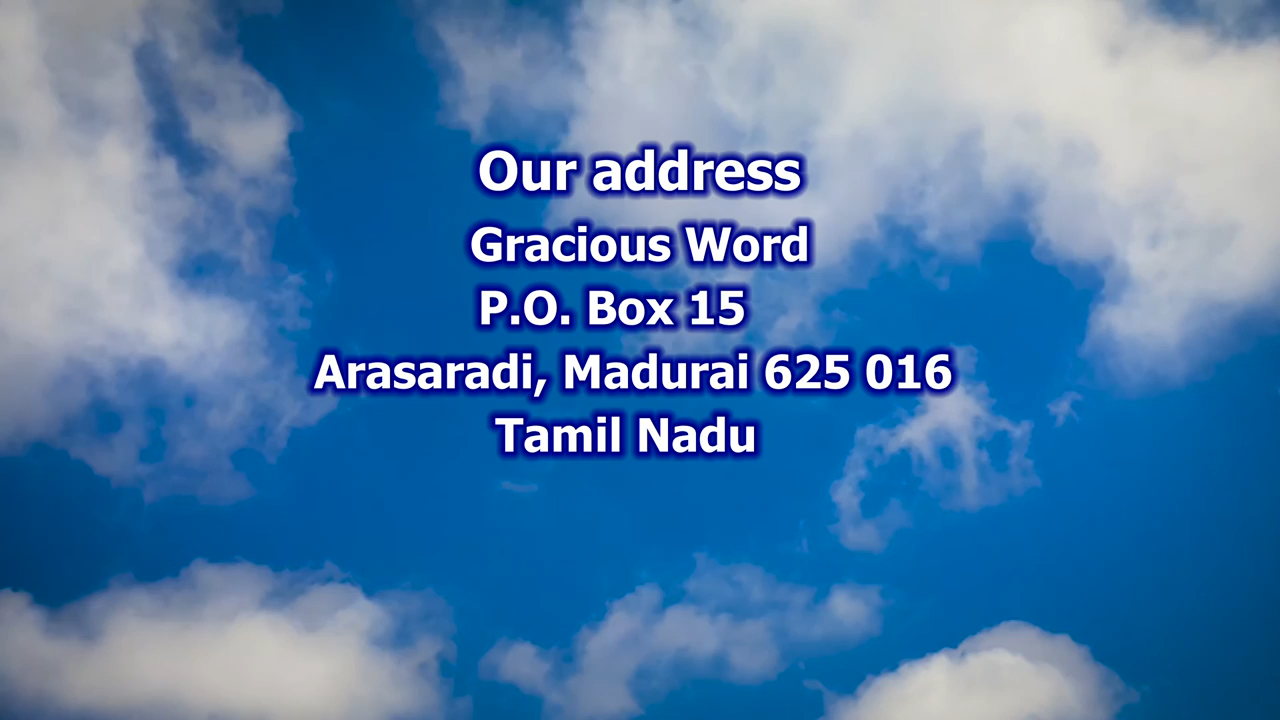 Our address
Gracious Word
P.O. Box 15
Arasaradi, Madurai 625 016
Tamil Nadu